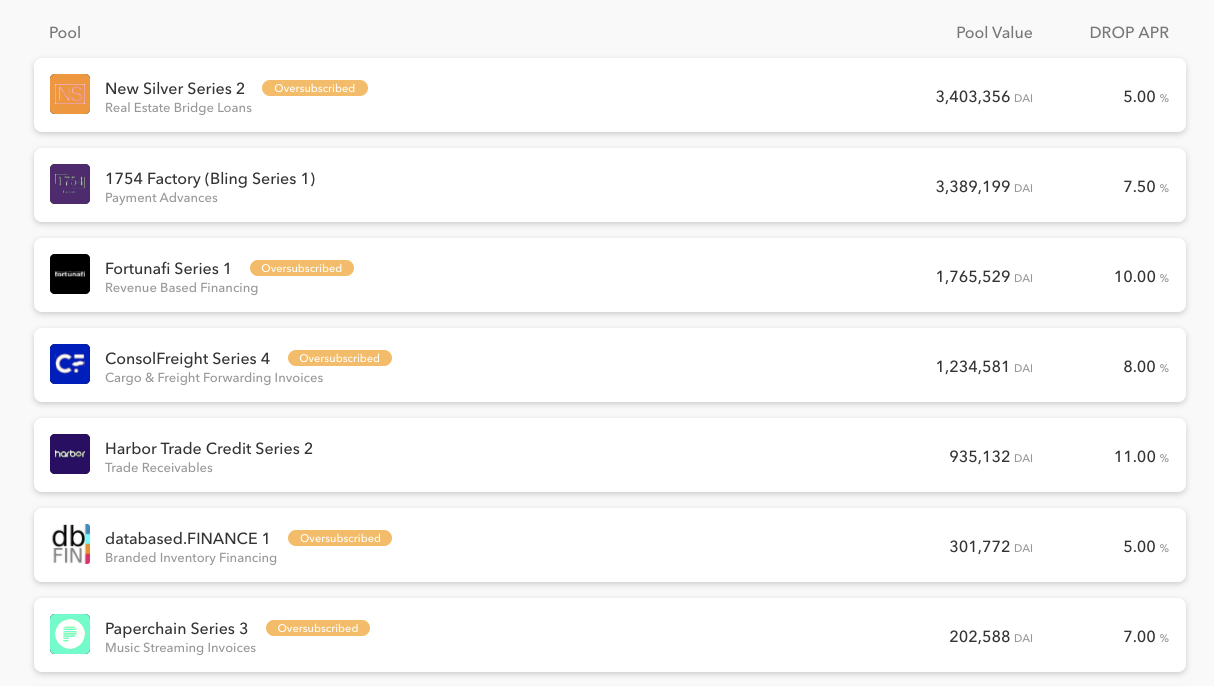 Pool Pool Value DROP APR
NS
New Silver Series 2 Oversubscribed
Real Estate Bridge Loans
3,403,356 DAI 5.00 %
1754
1754 Factory (Bling Series 1)
Payment Advances
3,389,199 DAI 7.50 %
fortunafi
Fortunafi Series 1 Oversubscribed
Revenue Based Financing
1,765,529 DAI 10.00 %
CF
ConsolFreight Series 4 Oversubscribed
Cargo & Freight Forwarding Invoices
1,234,581 DAI 8.00 %
harbor
Harbor Trade Credit Series 2
Trade Receivables
935,132 DAI 11.00 %
db
FIN
databased.FINANCE 1 Oversubscribed
Branded Inventory Financing
301,772 DAI 5.00 %
Paperchain Series 3 Oversubscribed
Music Streaming Invoices
202,588 DAI 7.00 %